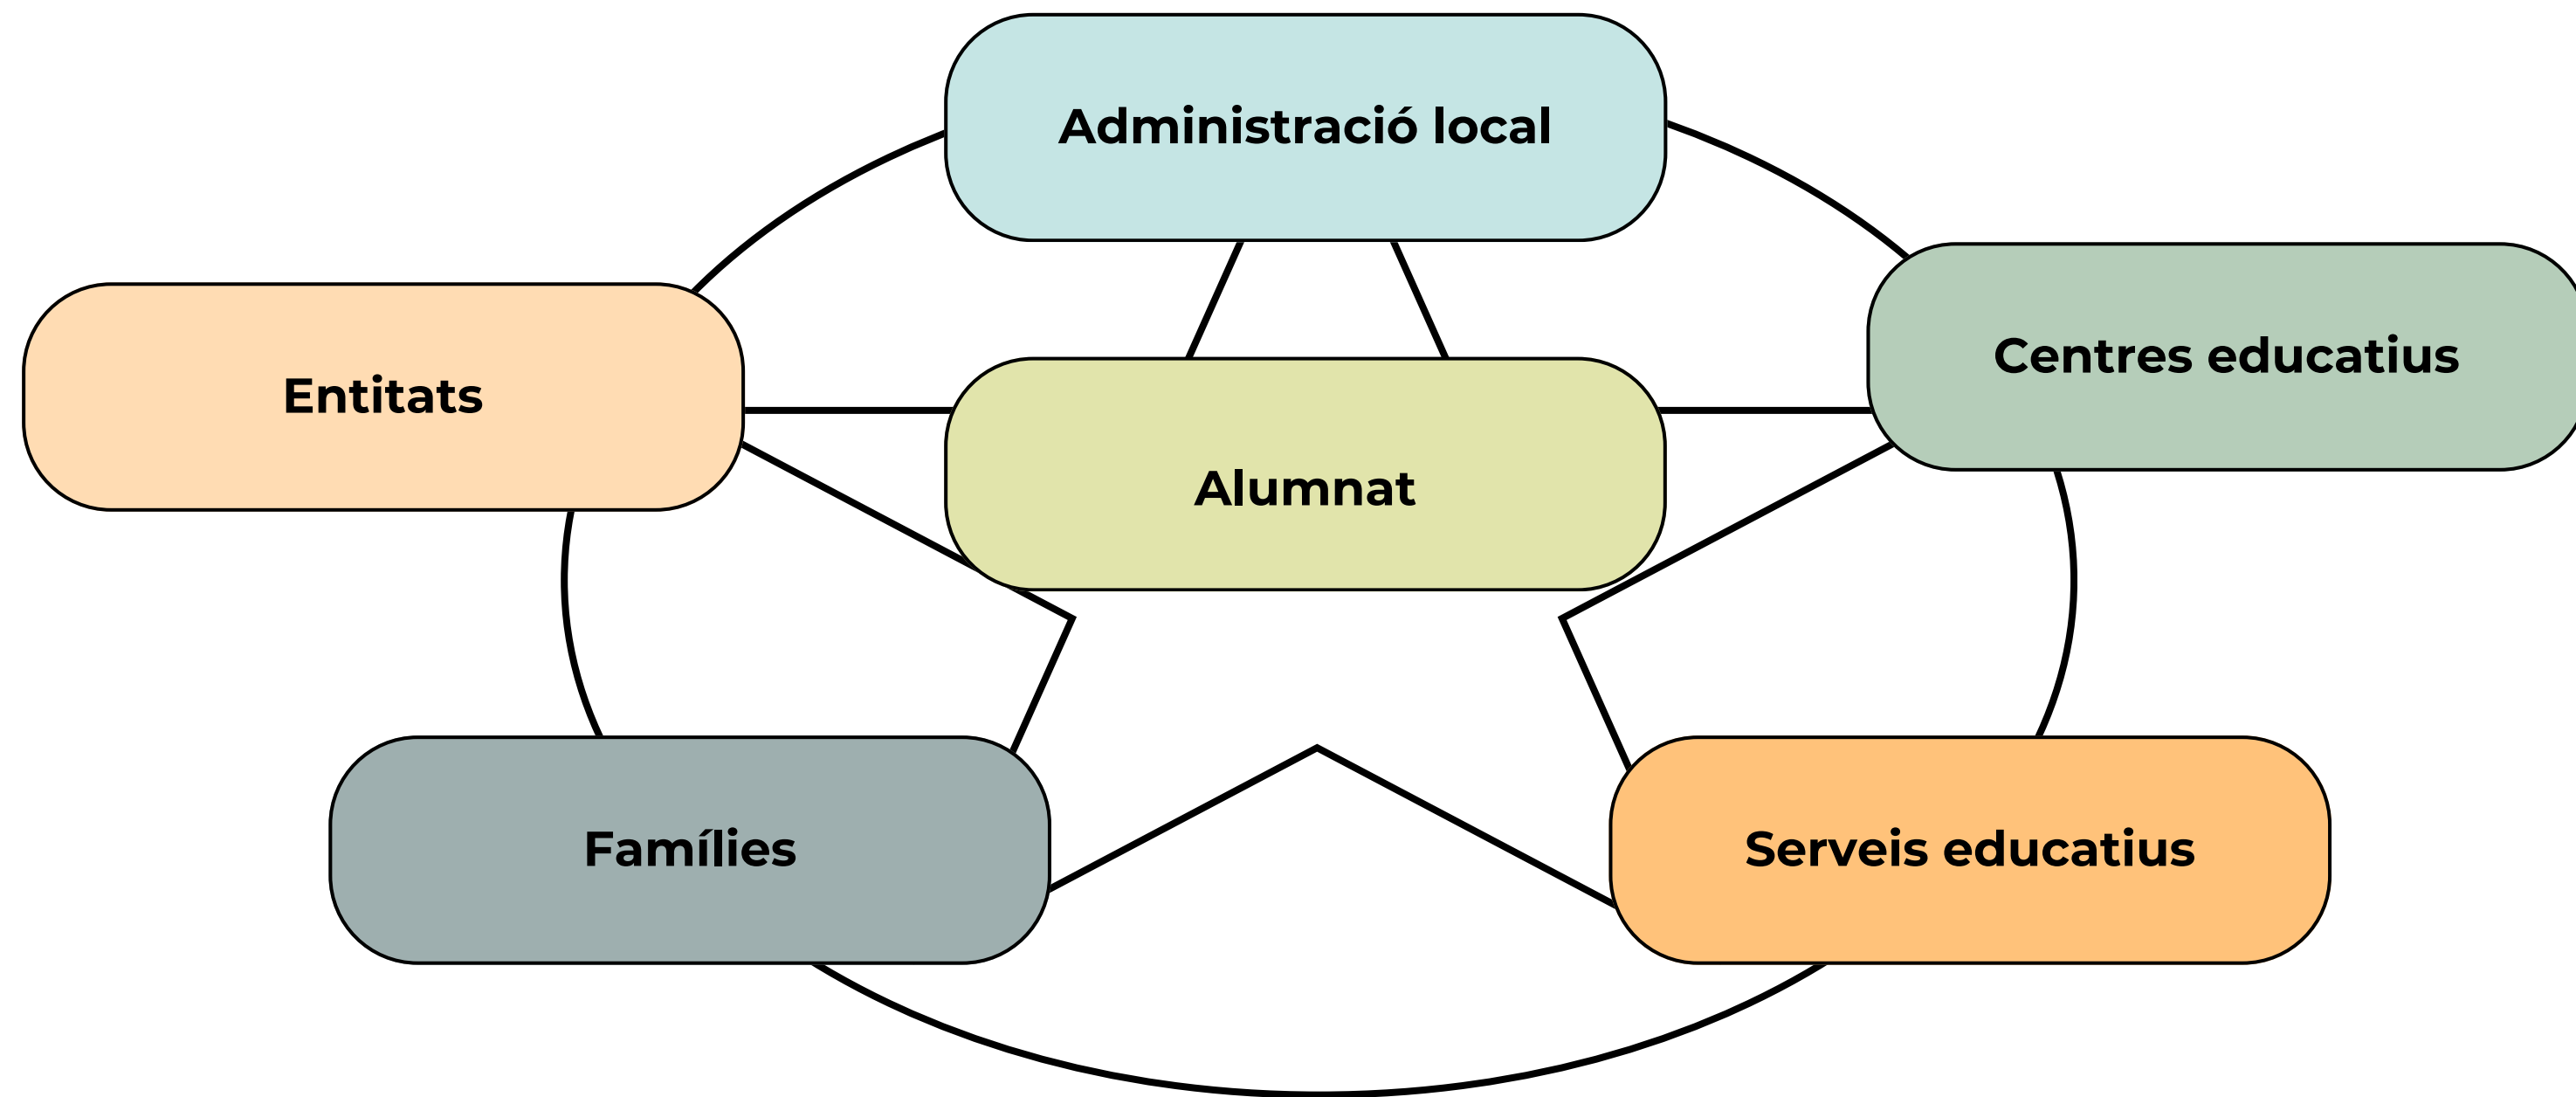 Administració local
Centres educatius
Entitats
Alumnat
Famílies
Serveis educatius